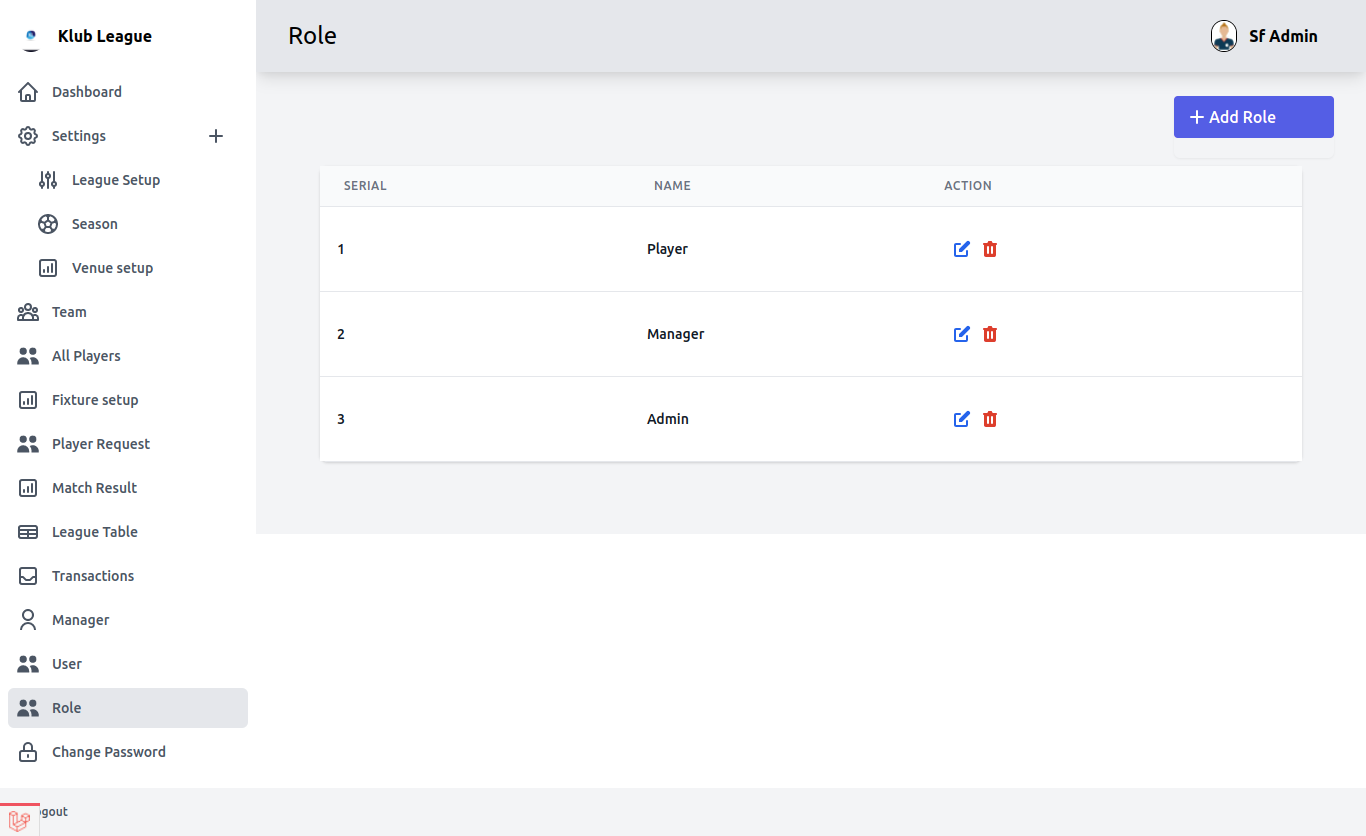 Klub League
Role
Sf Admin
Dashboard
Settings
League Setup
Season
Venue setup
Team
All Players
Fixture setup
Player Request
Match Result
League Table
Transactions
Manager
User
Role
Change Password
Add Role
SERIAL NAME ACTION
1 Player
2 Manager
3 Admin